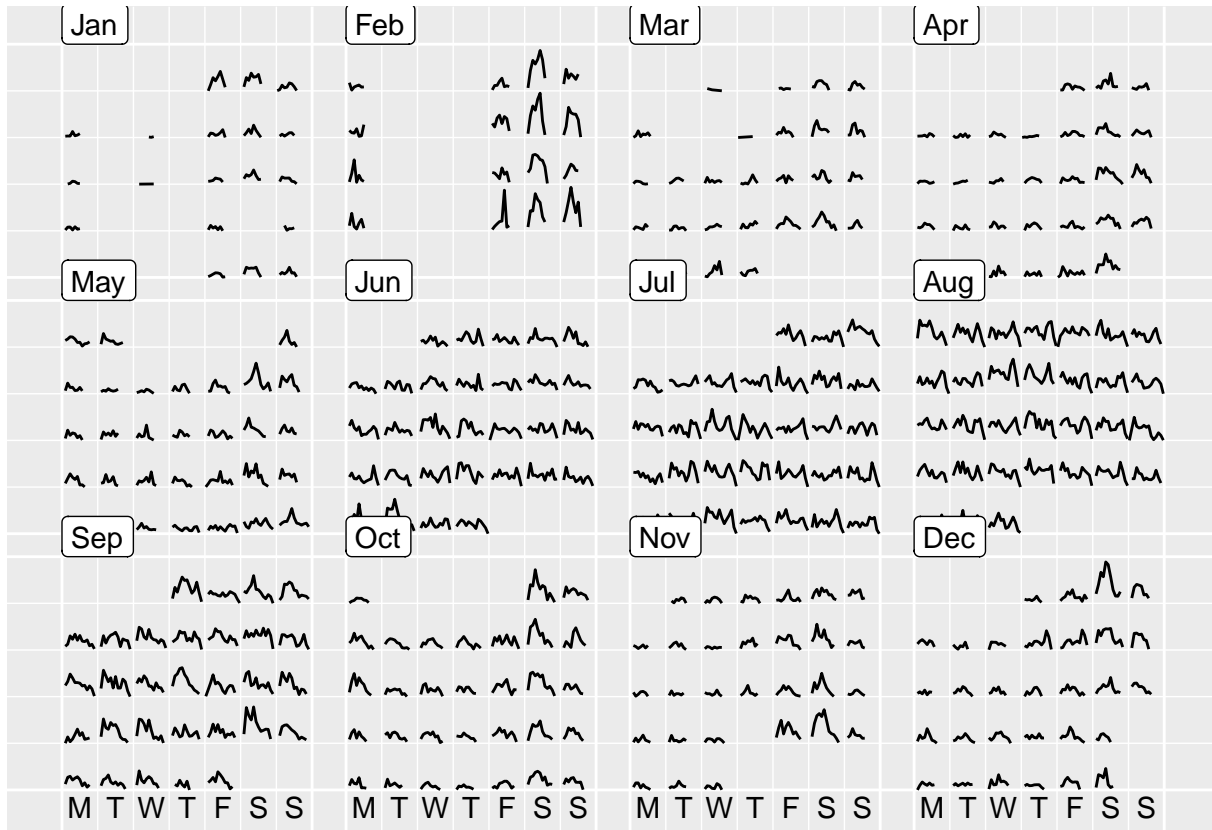 Jan Feb Mar Apr
May Jun Jul Aug
Sep Oct Nov Dec
M T W T F S S M T W T F S S M T W T F S S M T W T F S S